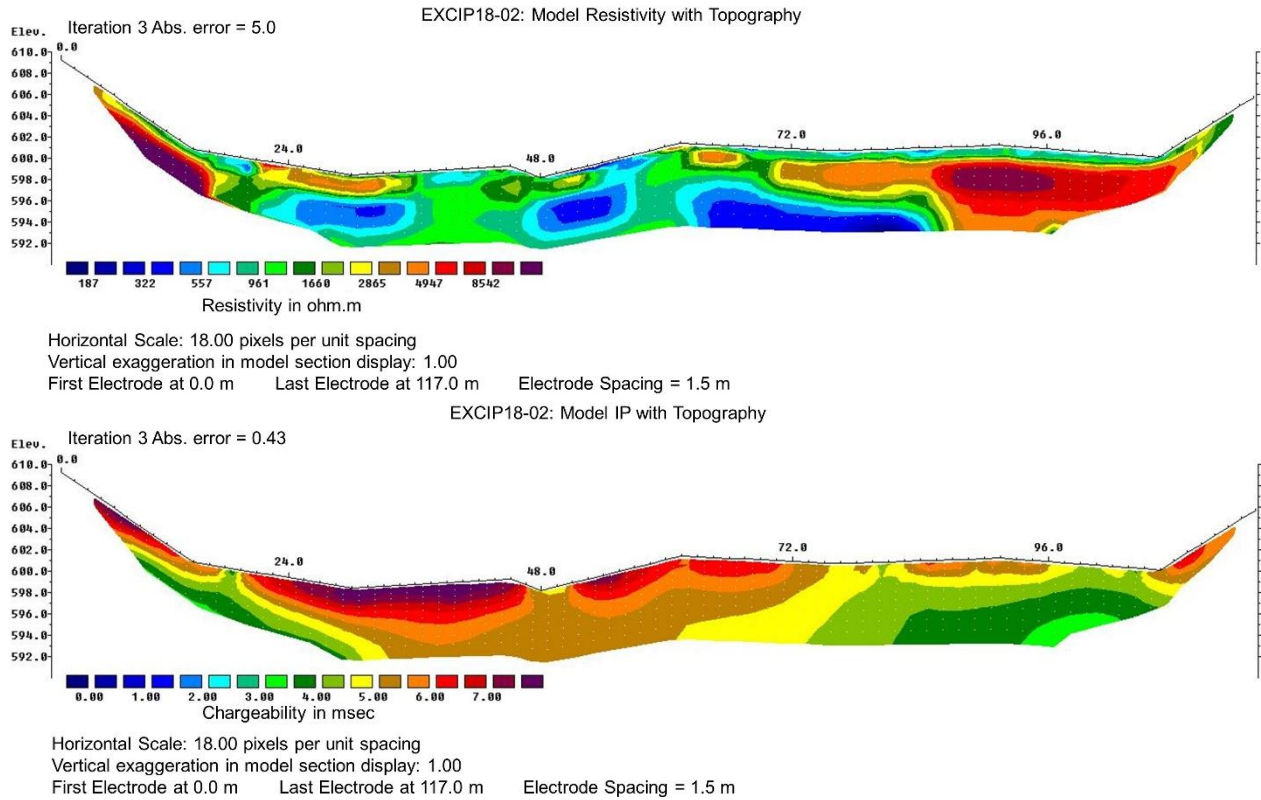 EXCIP18-02: Model Resistivity with Topography
Elev. Iteration 3 Abs. error = 5.0
610.0 0.0
608.0
606.0
604.0
602.0
600.0 24.0 48.0 72.0 96.0
598.0
596.0
594.0
592.0
187 322 557 961 1660 2865 4947 8542
Resistivity in ohm.m
Horizontal Scale: 18.00 pixels per unit spacing
Vertical exaggeration in model section display: 1.00
First Electrode at 0.0 m Last Electrode at 117.0 m Electrode Spacing = 1.5 m
EXCIP18-02: Model IP with Topography
Elev. Iteration 3 Abs. error = 0.43
610.0 0.0
608.0
606.0
604.0
602.0
600.0 24.0 48.0 72.0 96.0
598.0
596.0
594.0
592.0
0.00 1.00 2.00 3.00 4.00 5.00 6.00 7.00
Chargeability in msec
Horizontal Scale: 18.00 pixels per unit spacing
Vertical exaggeration in model section display: 1.00
First Electrode at 0.0 m Last Electrode at 117.0 m Electrode Spacing = 1.5 m